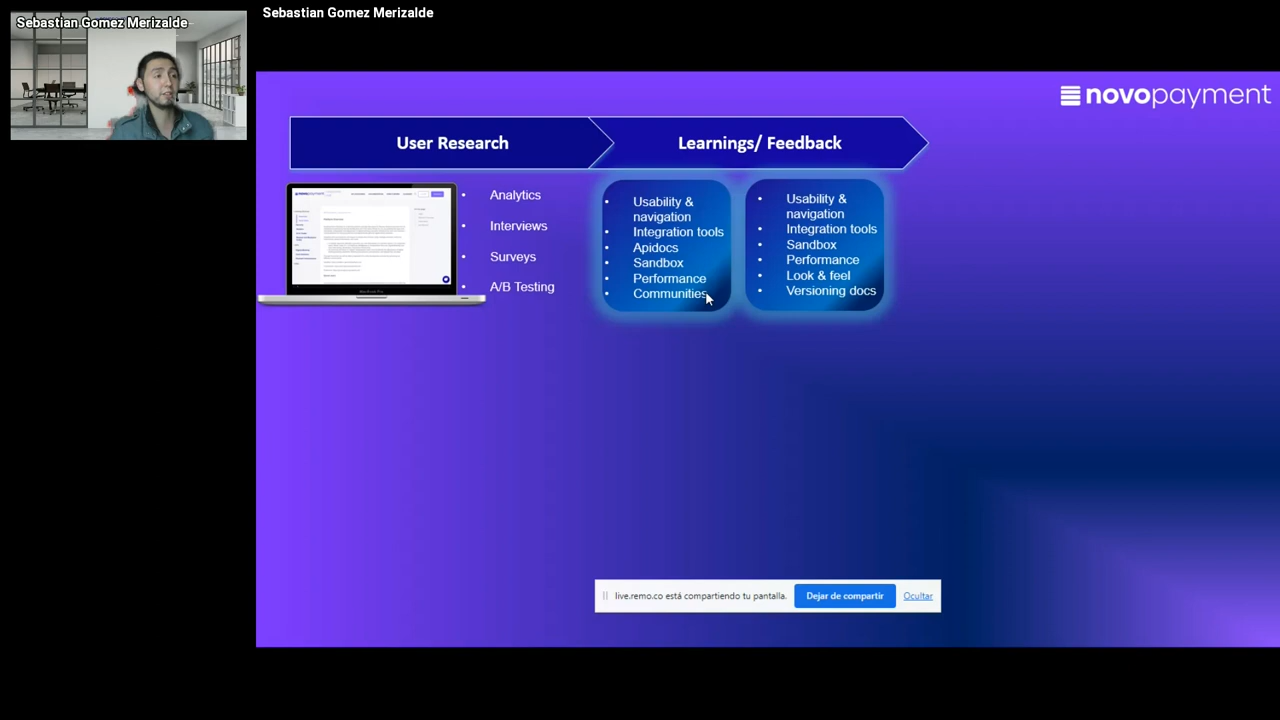 Sebastian Gomez Merizalde
Sebastian Gomez Merizalde
novopayment
User Research
Learnings/ Feedback
• Analytics
• Interviews
• Surveys
• A/B Testing
• Usability &
navigation
• Integration tools
• Apidocs
• Sandbox
• Performance
• Communities
• Usability &
navigation
• Integration tools
• Sandbox
• Performance
• Look & feel
• Versioning docs
live.remo.co está compartiendo tu pantalla.
Dejar de compartir
Ocultar